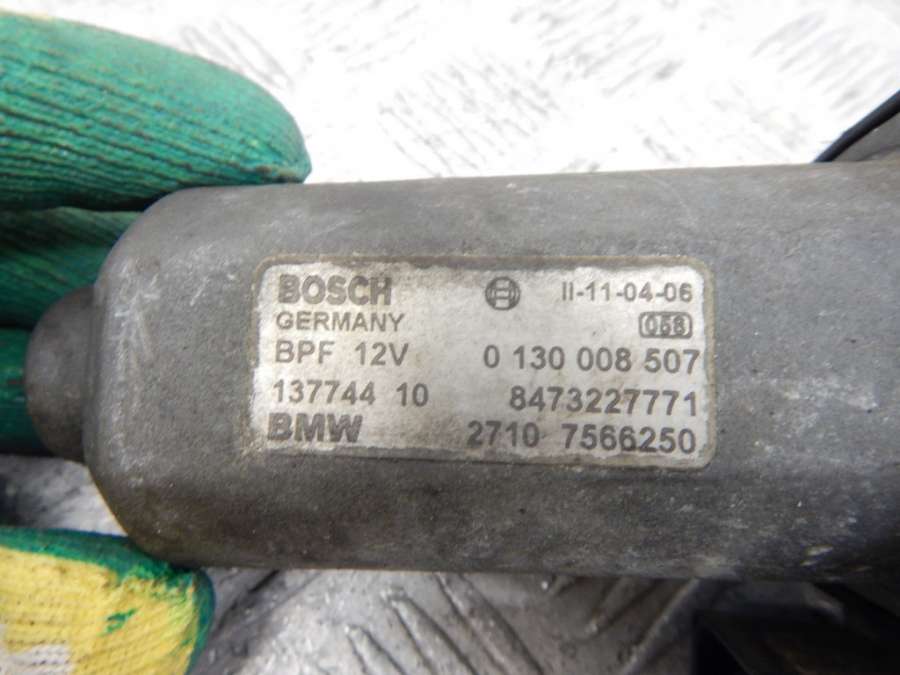 BOSCH II-11-04-06
GERMANY 058
BPF 12V 0 130 008 507
137744 10 8473227771
BMW 2710 7566250